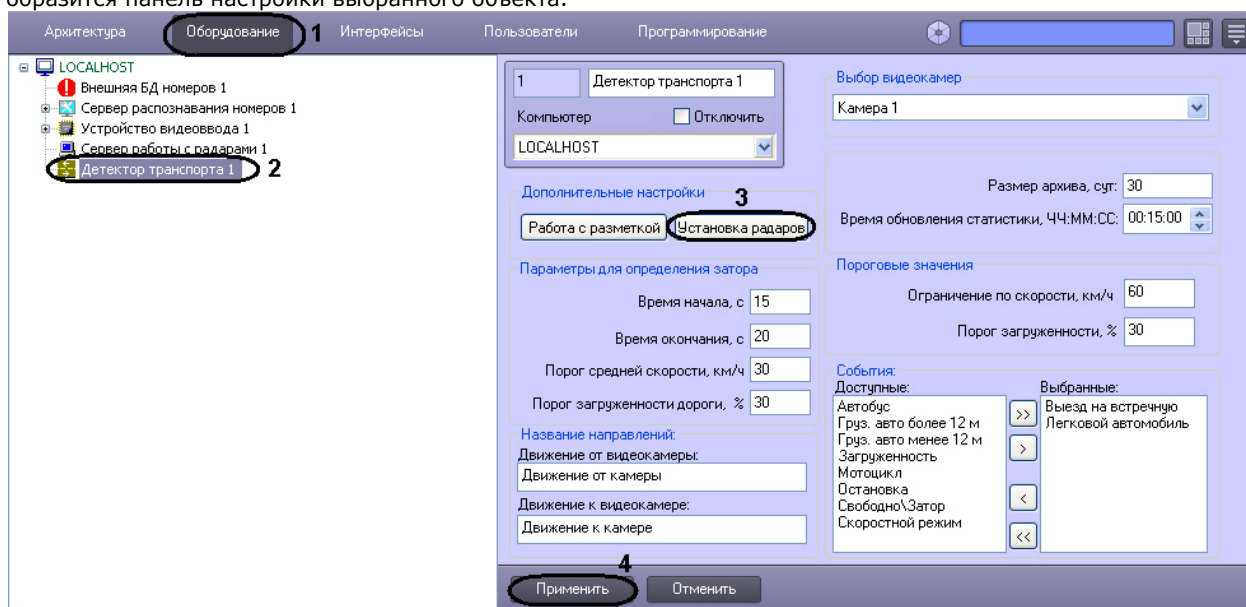 образится панель настройки выбранного объекта.
Архитектура Оборудование 1 Интерфейсы Пользователи Программирование
LOCALHOST
Внешняя БД номеров 1
Сервер распознавания номеров 1
Устройство видеоввода 1
Сервер работы с радарами 1
Детектор транспорта 1 2
1 Детектор транспорта 1
Компьютер Отключить
LOCALHOST
Дополнительные настройки
3
Работа с разметкой Установка радаров
Параметры для определения затора
Время начала, с 15
Время окончания, с 20
Порог средней скорости, км/ч 30
Порог загруженности дороги, % 30
Название направлений:
Движение от видеокамеры:
Движение от камеры
Движение к видеокамере:
Движение к камере
Выбор видеокамер
Камера 1
Размер архива, сут: 30
Время обновления статистики, ЧЧ:ММ:СС: 00:15:00
Пороговые значения
Ограничение по скорости, км/ч 60
Порог загруженности, % 30
События:
Доступные: Выбранные:
Автобус
Груз. авто более 12 м
Груз. авто менее 12 м
Загруженность
Мотоцикл
Остановка
Свободно\Затор
Скоростной режим
>>
>
<
<<
Выезд на встречную
Легковой автомобиль
4
Применить Отменить